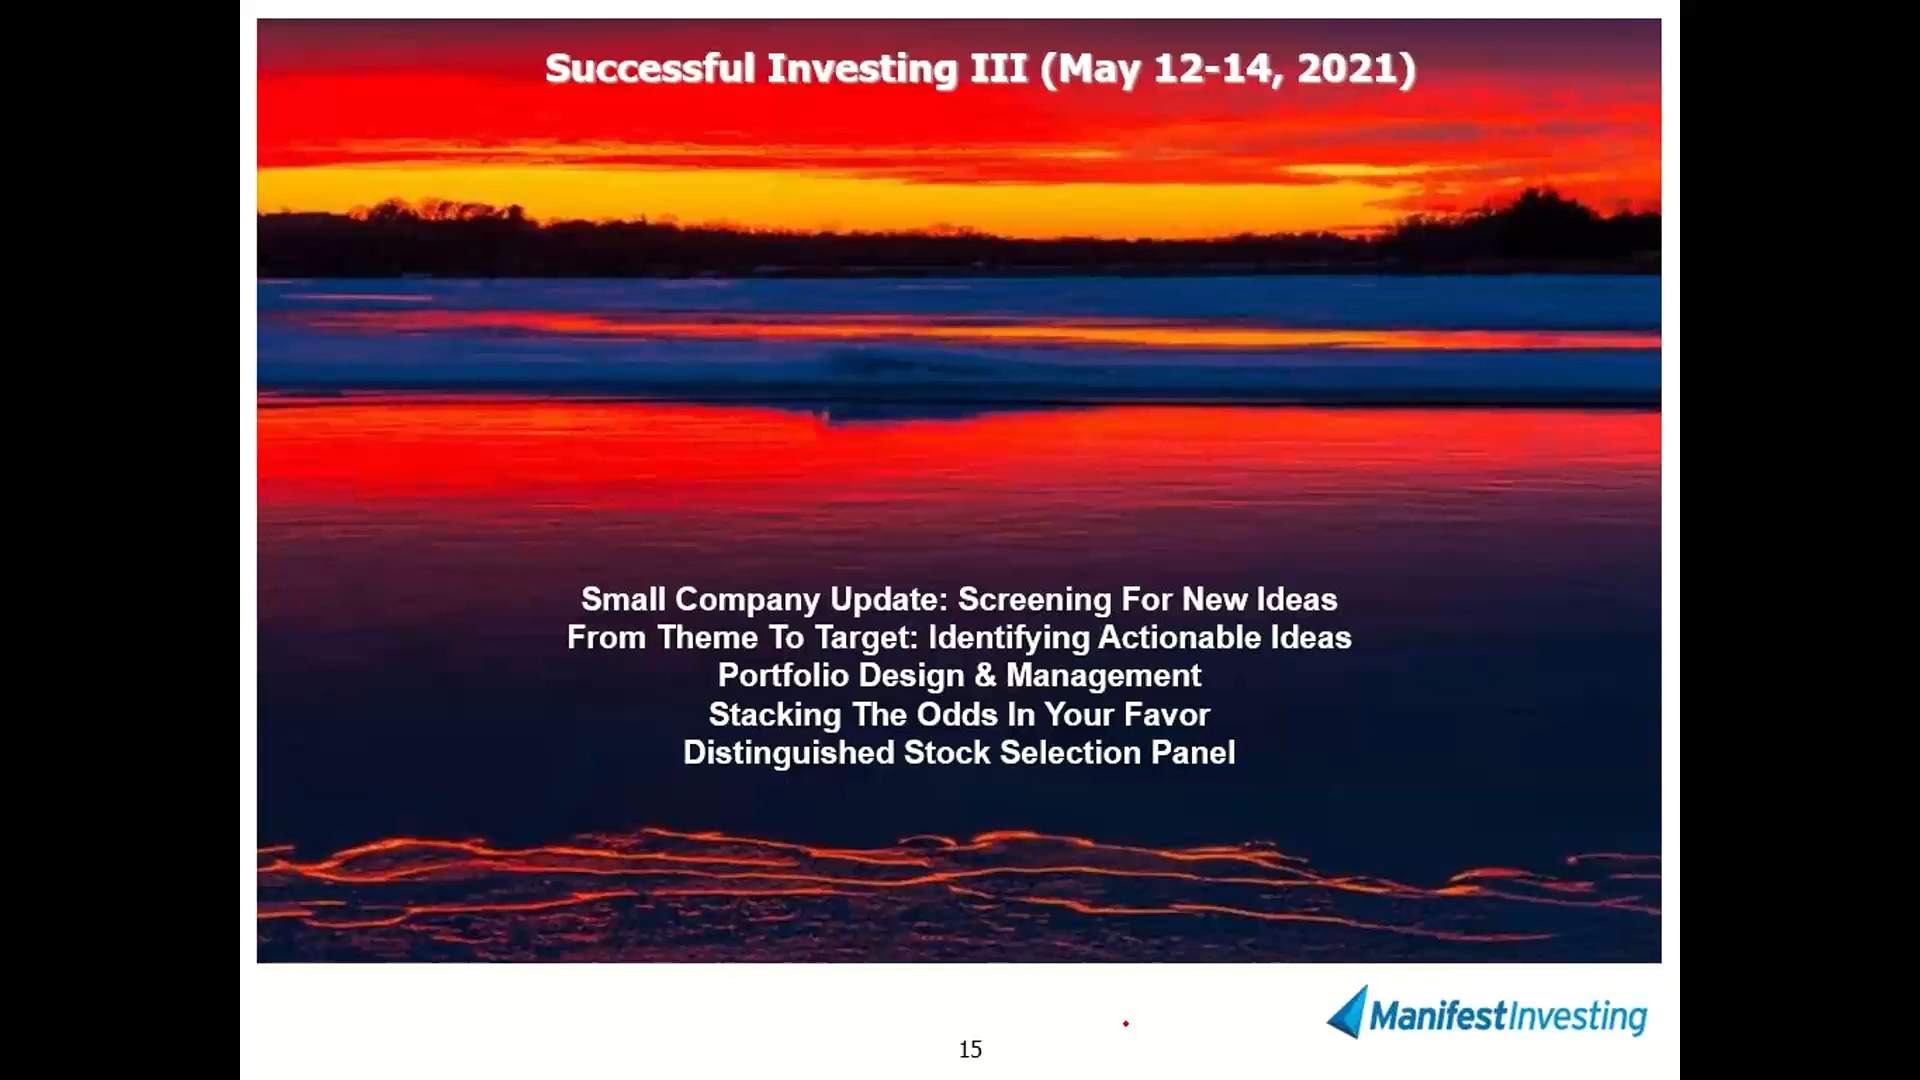 Successful Investing III (May 12-14, 2021)
Small Company Update: Screening For New Ideas
From Theme To Target: Identifying Actionable Ideas
Portfolio Design & Management
Stacking The Odds In Your Favor
Distinguished Stock Selection Panel
ManifestInvesting
15